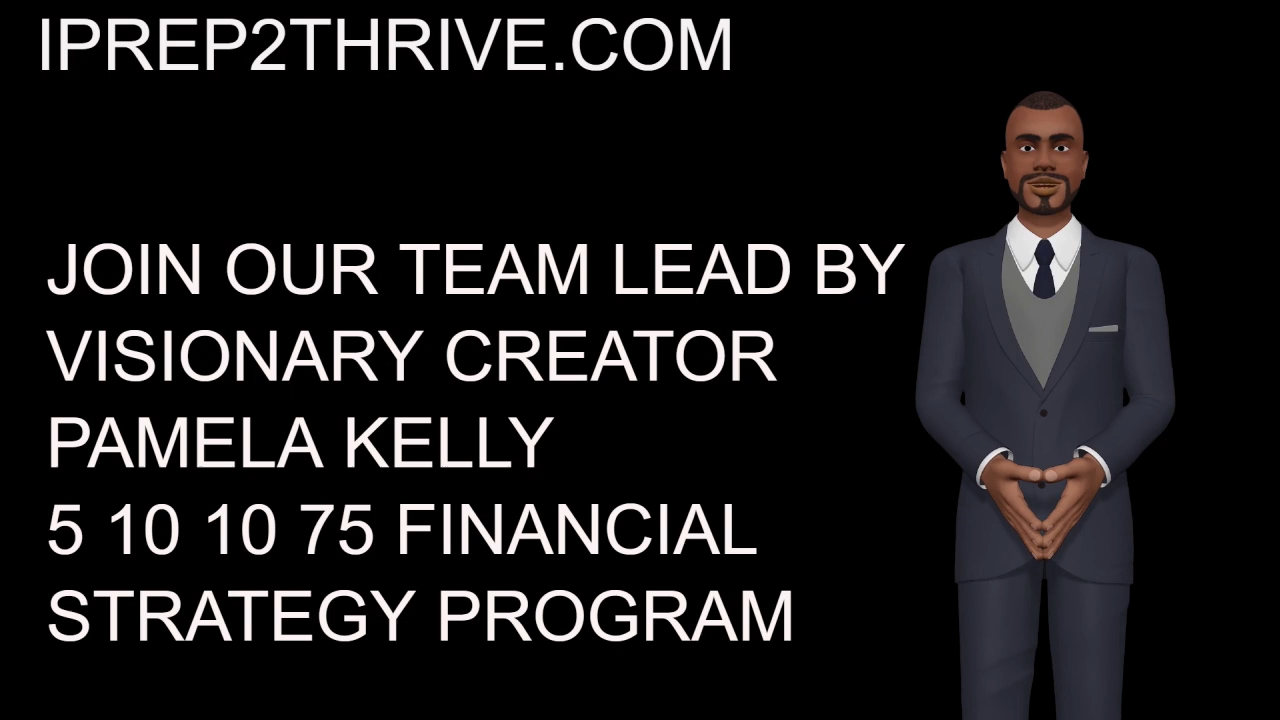 IPREP2THRIVE.COM
JOIN OUR TEAM LEAD BY
VISIONARY CREATOR
PAMELA KELLY
5 10 10 75 FINANCIAL
STRATEGY PROGRAM